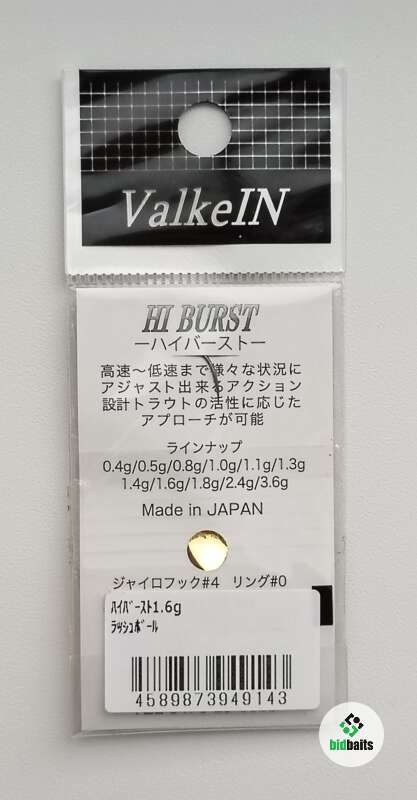 ValkeIN
HI BURST
ーハイバーストー
高速～低速まで様々な状況に
アジャスト出来るアクション
設計トラウトの活性に応じた
アプローチが可能
ラインナップ
0.4g/0.5g/0.8g/1.0g/1.1g/1.3g
1.4g/1.6g/1.8g/2.4g/3.6g
Made in JAPAN
ジャイロフック#4 リング#0
ﾊｲﾊﾞｰｽﾄ1.6g
ﾗｯｼｭﾎﾞｰﾙ
4589873949143
bidbaits